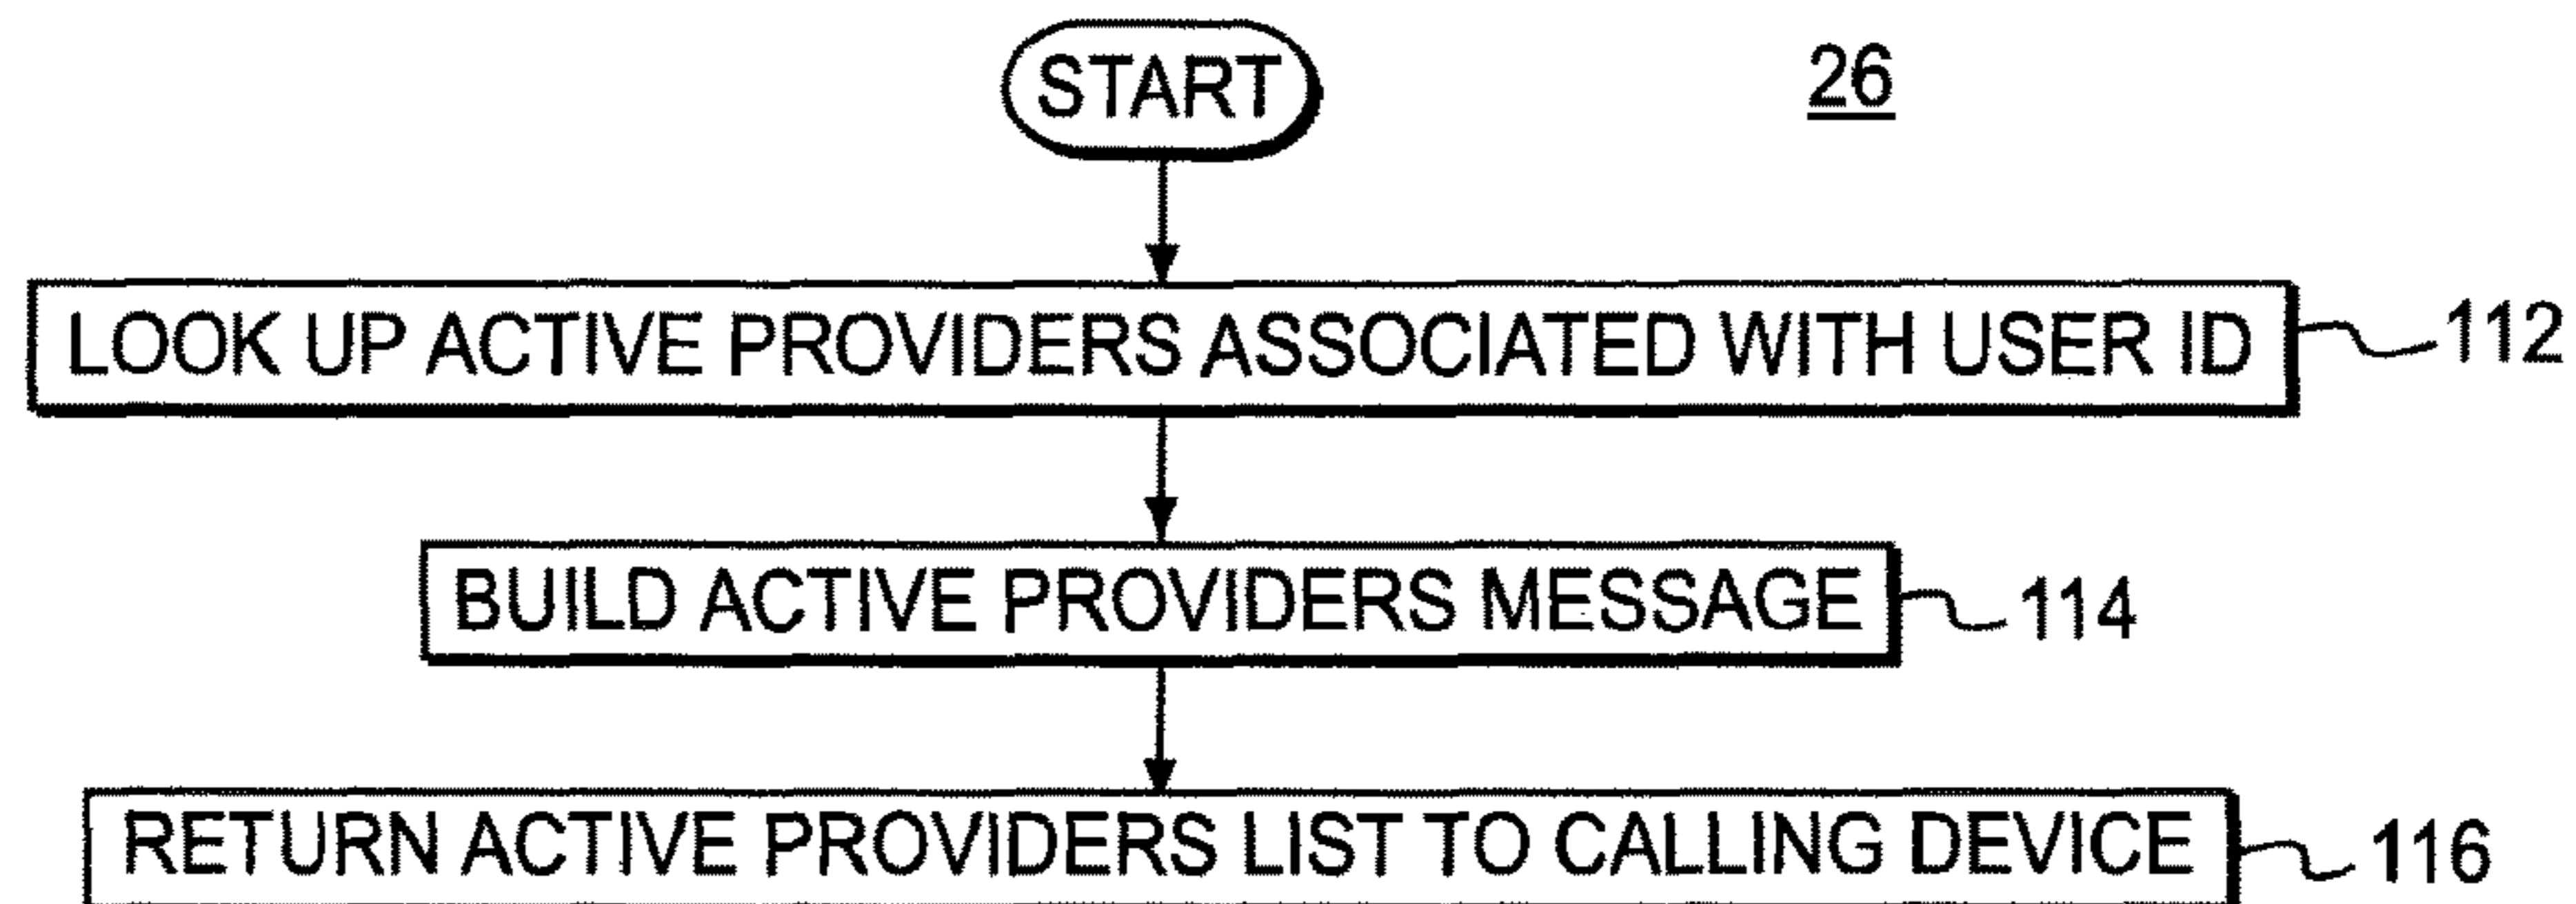 START
26
LOOK UP ACTIVE PROVIDERS ASSOCIATED WITH USER ID
112
BUILD ACTIVE PROVIDERS MESSAGE
114
RETURN ACTIVE PROVIDERS LIST TO CALLING DEVICE
116